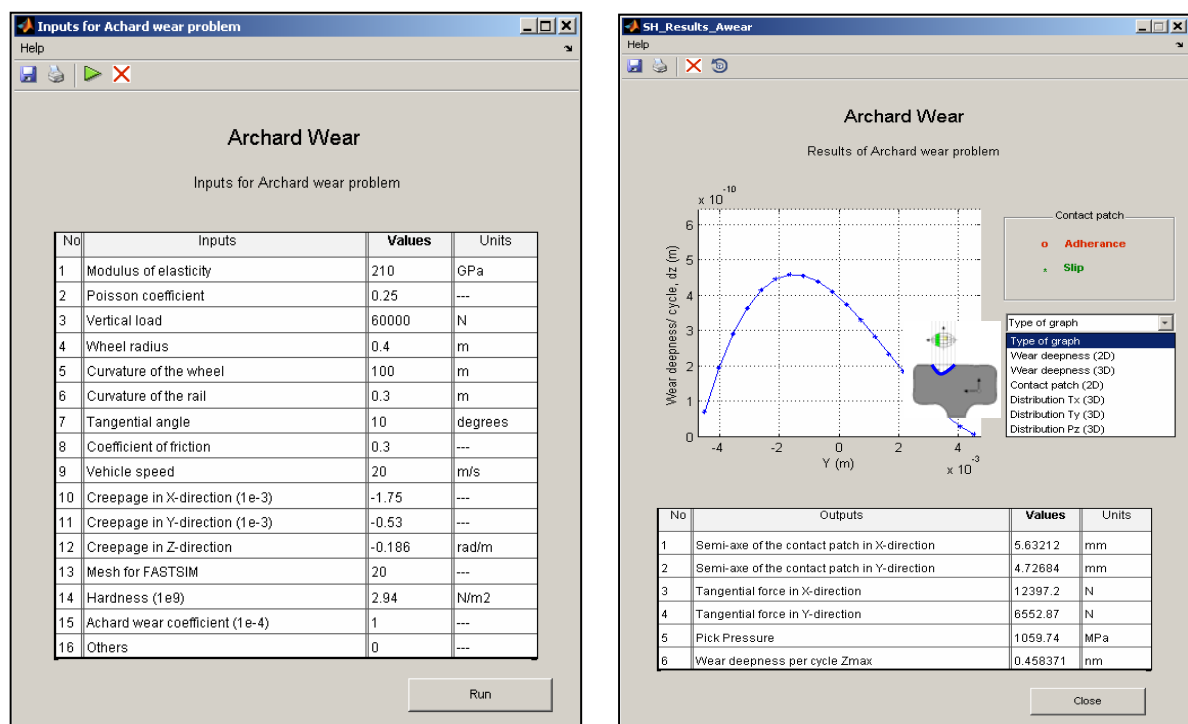 Inputs for Achard wear problem
Help
Archard Wear
Inputs for Archard wear problem
No Inputs Values Units
1 Modulus of elasticity 210 GPa
2 Poisson coefficient 0.25 ---
3 Vertical load 60000 N
4 Wheel radius 0.4 m
5 Curvature of the wheel 100 m
6 Curvature of the rail 0.3 m
7 Tangential angle 10 degrees
8 Coefficient of friction 0.3 ---
9 Vehicle speed 20 m/s
10 Creepage in X-direction (1e-3) -1.75 ---
11 Creepage in Y-direction (1e-3) -0.53 ---
12 Creepage in Z-direction -0.186 rad/m
13 Mesh for FASTSIM 20 ---
14 Hardness (1e9) 2.94 N/m2
15 Achard wear coefficient (1e-4) 1 ---
16 Others 0 ---
Run
SH_Results_Awear
Help
Archard Wear
Results of Archard wear problem
x 10^-10
6
5
4
3
2
1
0
Wear deepness/ cycle, dz (m)
-4 -2 0 2 4
Y (m)
x 10^-3
Contact patch
o Adherance
* Slip
Type of graph
Type of graph
Wear deepness (2D)
Wear deepness (3D)
Contact patch (2D)
Distribution Tx (3D)
Distribution Ty (3D)
Distribution Pz (3D)
No Outputs Values Units
1 Semi-axe of the contact patch in X-direction 5.63212 mm
2 Semi-axe of the contact patch in Y-direction 4.72684 mm
3 Tangential force in X-direction 12397.2 N
4 Tangential force in Y-direction 6552.87 N
5 Pick Pressure 1059.74 MPa
6 Wear deepness per cycle Zmax 0.458371 nm
Close